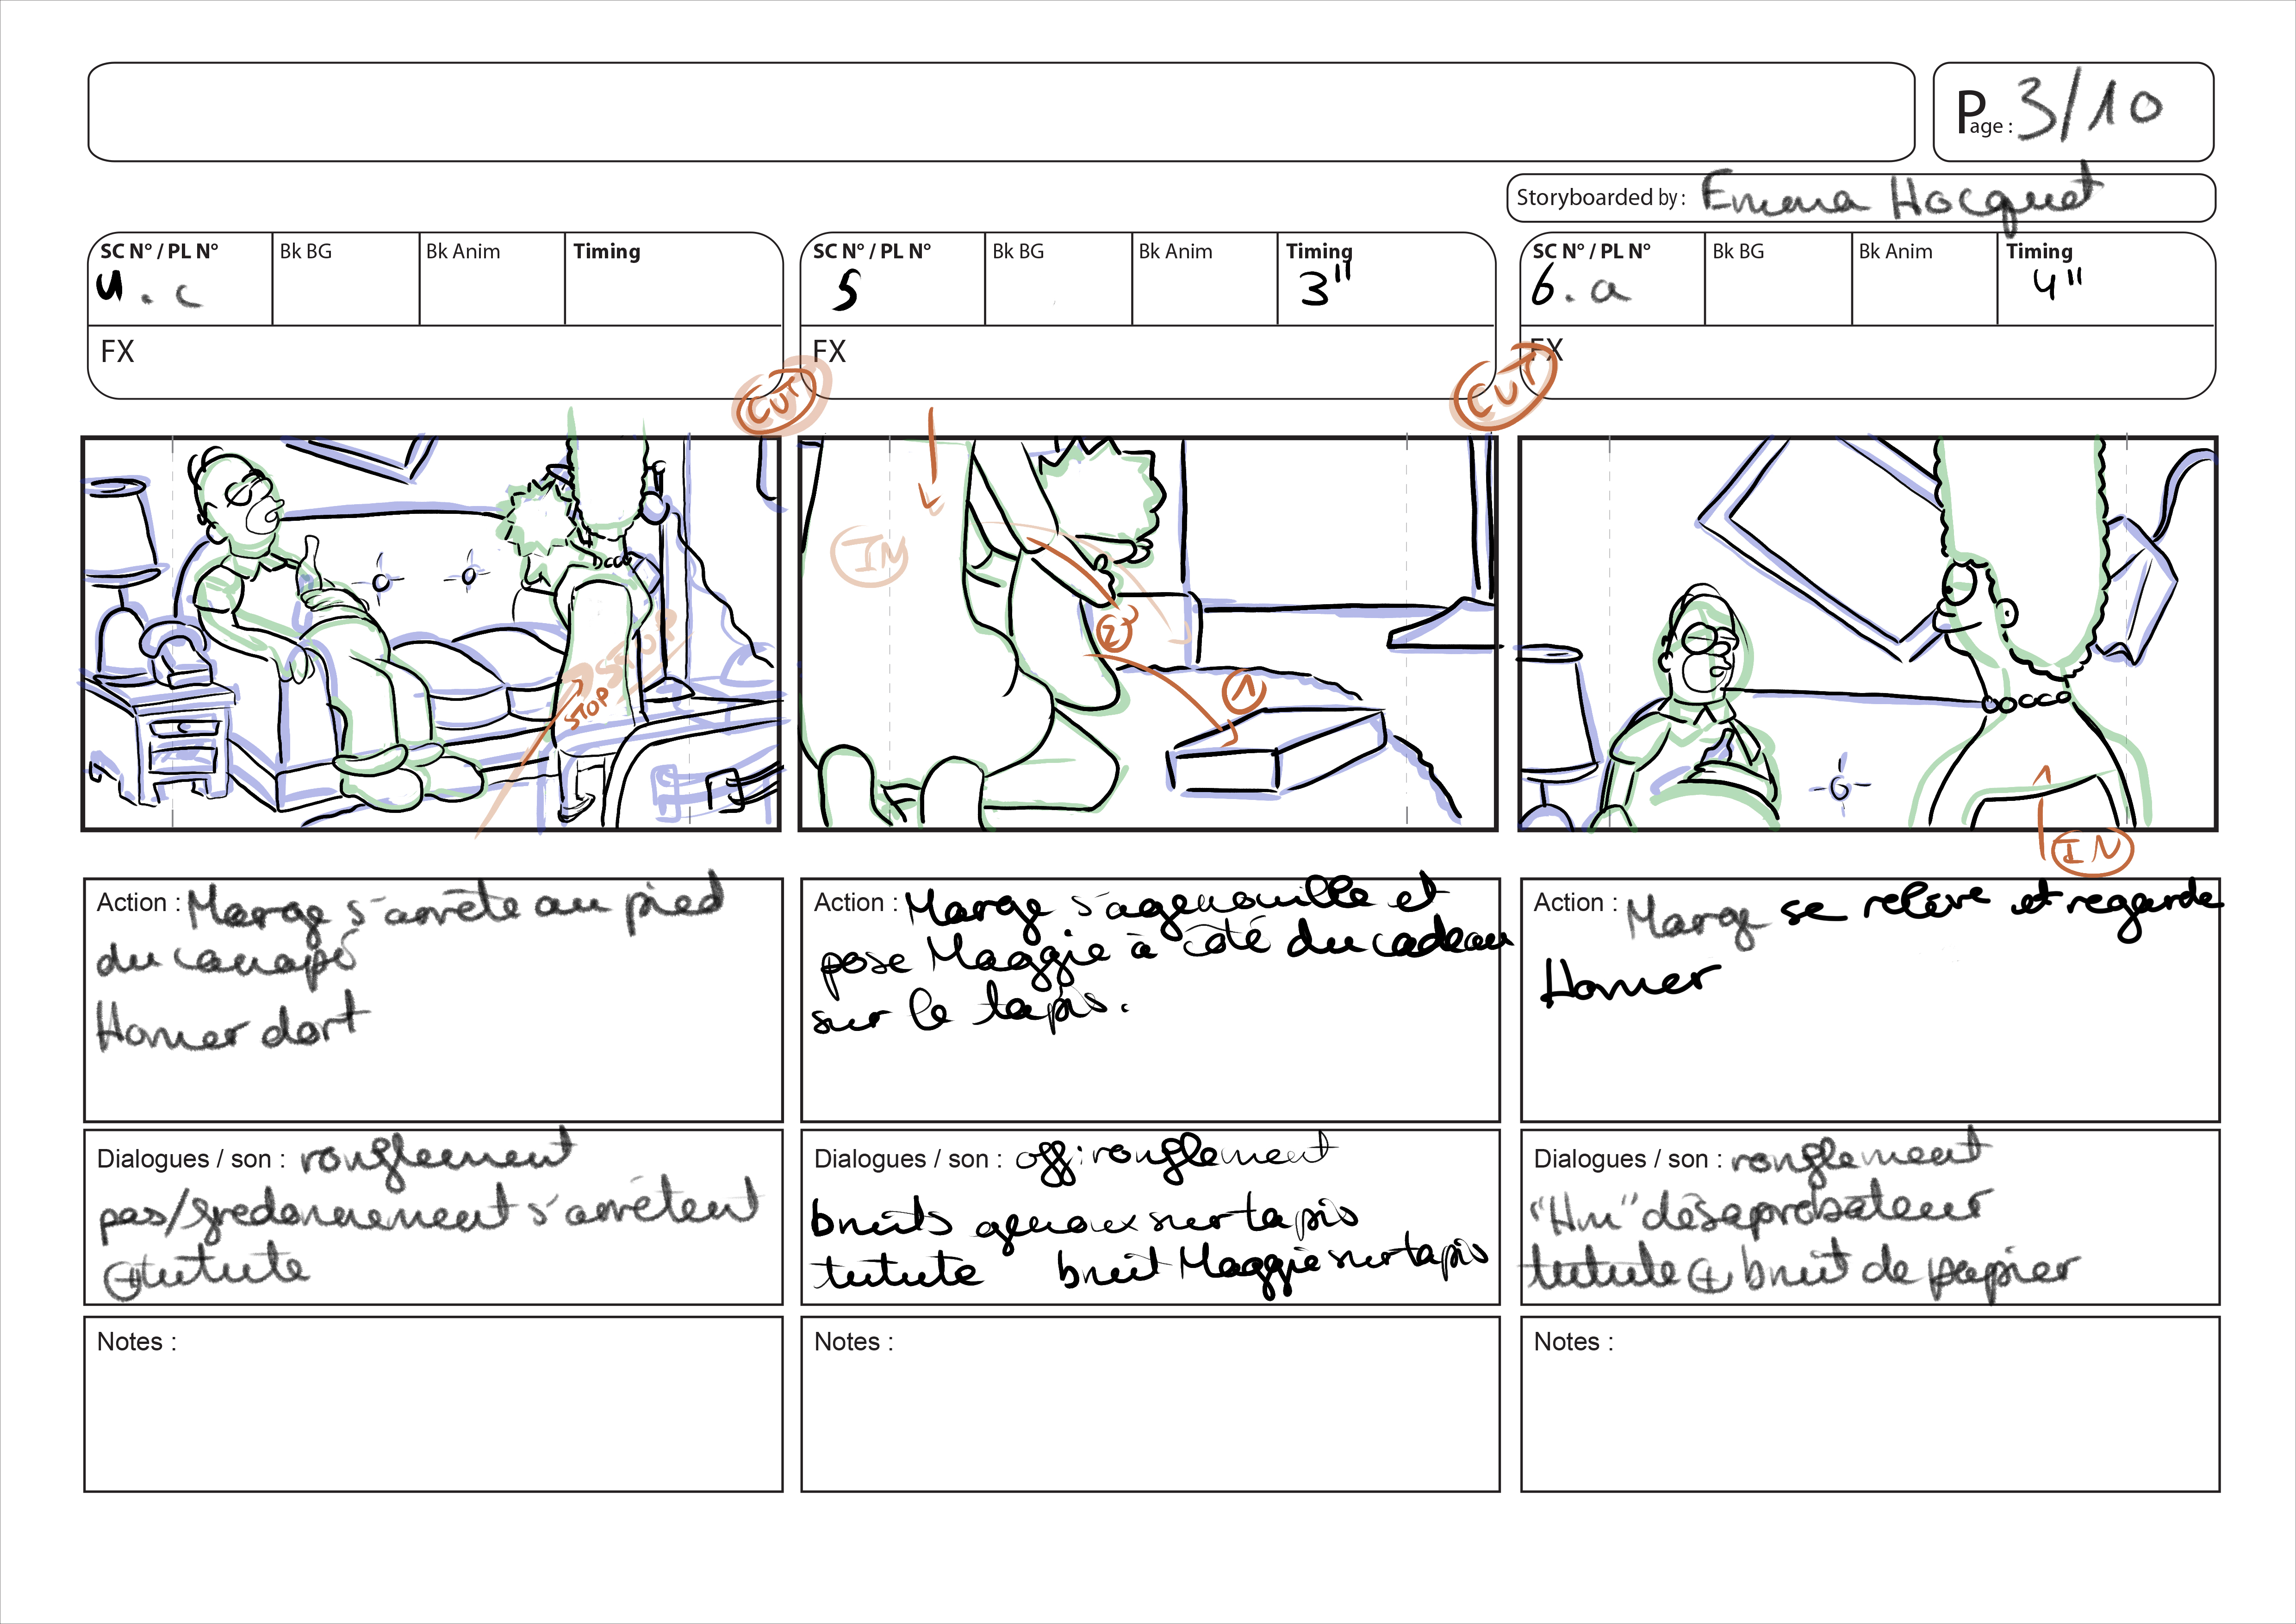 Page : 3/10
Storyboarded by : Emma Hocquet
SC N° / PL N° Bk BG Bk Anim Timing
4.c
FX
SC N° / PL N° Bk BG Bk Anim Timing
5 3"
FX
SC N° / PL N° Bk BG Bk Anim Timing
6.a 4"
FX
CUT
CUT
STOP
STOP
IN
2
1
IN
Action : Marge s'arrête au pied
du canapé
Homer dort
Action : Marge s'agenouille et
pose Maggie à côté du cadeau
sur le tapis.
Action : Marge se relève et regarde
Homer
Dialogues / son : ronflement
pas/ s'arrêtent
+ tutute
Dialogues / son : off: ronflement
bruits genoux sur tapis
tutute bruit Maggie sur tapis
Dialogues / son : ronflement
"Hm" désaprobateur
tutute + bruit de papier
Notes :
Notes :
Notes :